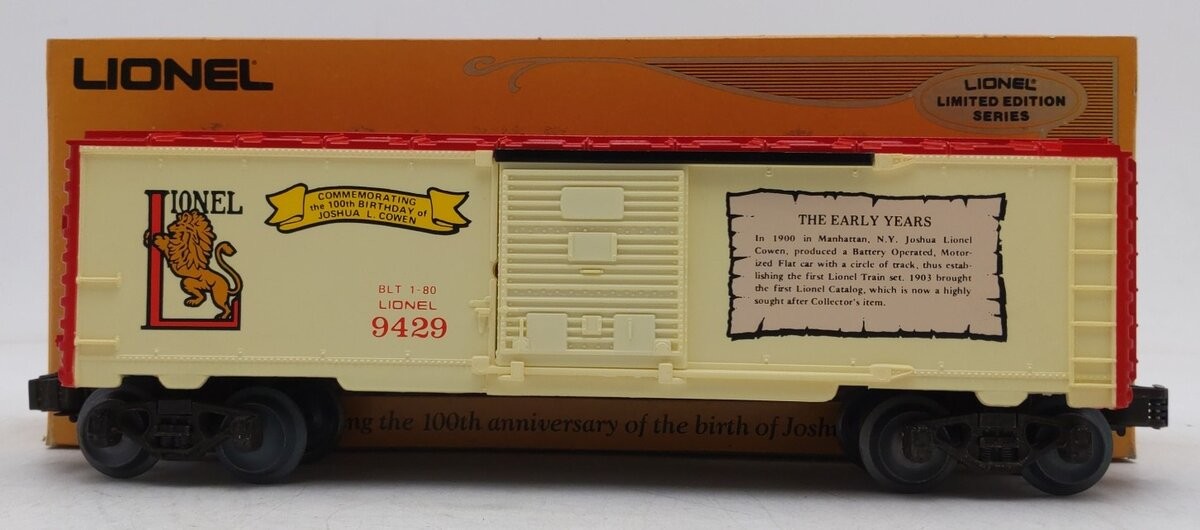 LIONEL
LIONEL
LIMITED EDITION
SERIES
LIONEL
COMMEMORATING
the 100th BIRTHDAY of
JOSHUA L. COWEN
BLT 1-80
LIONEL
9429
THE EARLY YEARS
In 1900 in Manhattan, N.Y. Joshua Lionel
Cowen, produced a Battery Operated, Motor-
ized Flat car with a circle of track, thus estab-
lishing the first Lionel Train set. 1903 brought
the first Lionel Catalog, which is now a highly
sought after Collector's item.
the 100th anniversary of the birth of